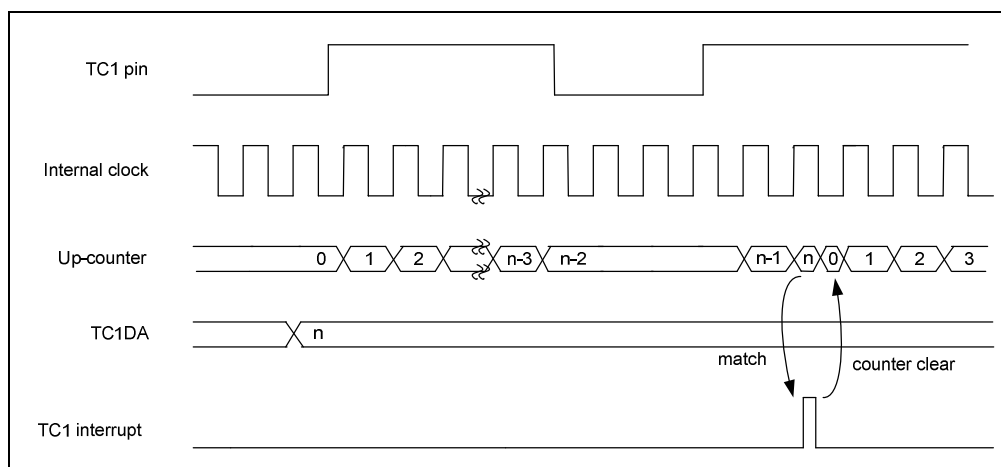 TC1 pin
Internal clock
Up-counter 0 1 2 n-3 n-2 n-1 n 0 1 2 3
TC1DA n
match counter clear
TC1 interrupt